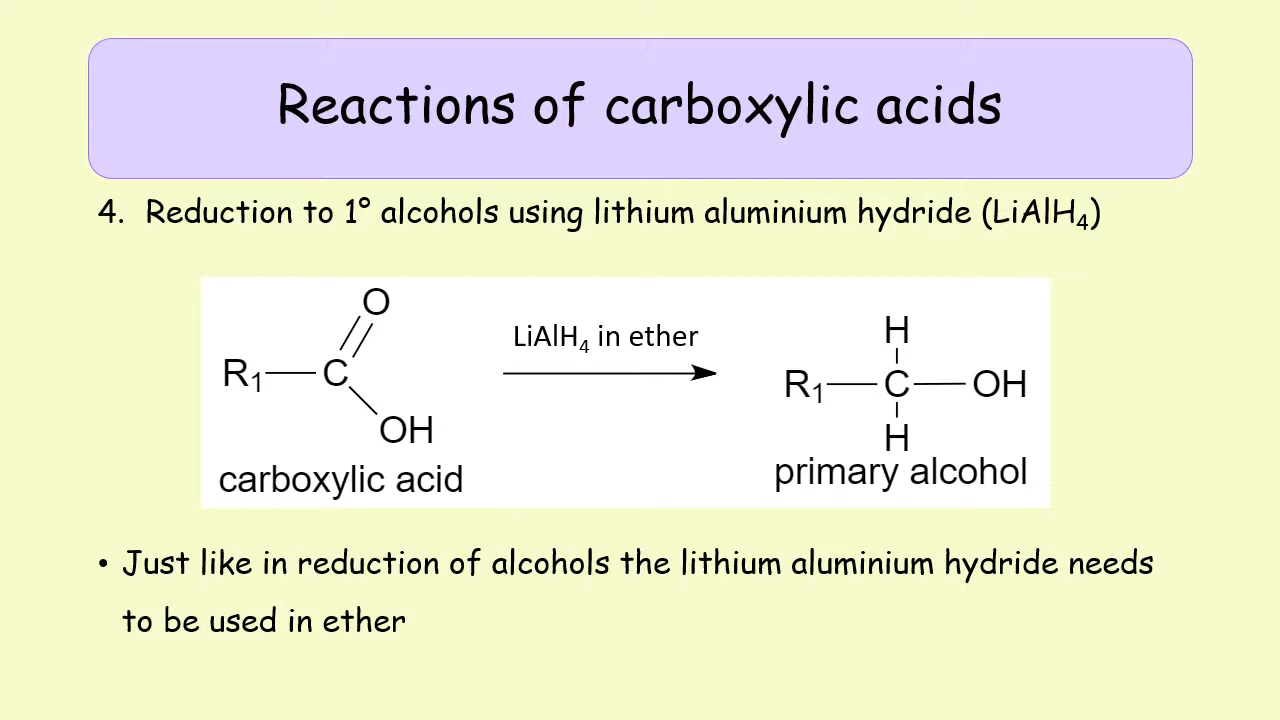 Reactions of carboxylic acids
4. Reduction to 1° alcohols using lithium aluminium hydride (LiAlH₄)
O
R₁ C
OH
carboxylic acid
LiAlH₄ in ether
H
R₁ C OH
H
primary alcohol
• Just like in reduction of alcohols the lithium aluminium hydride needs
to be used in ether